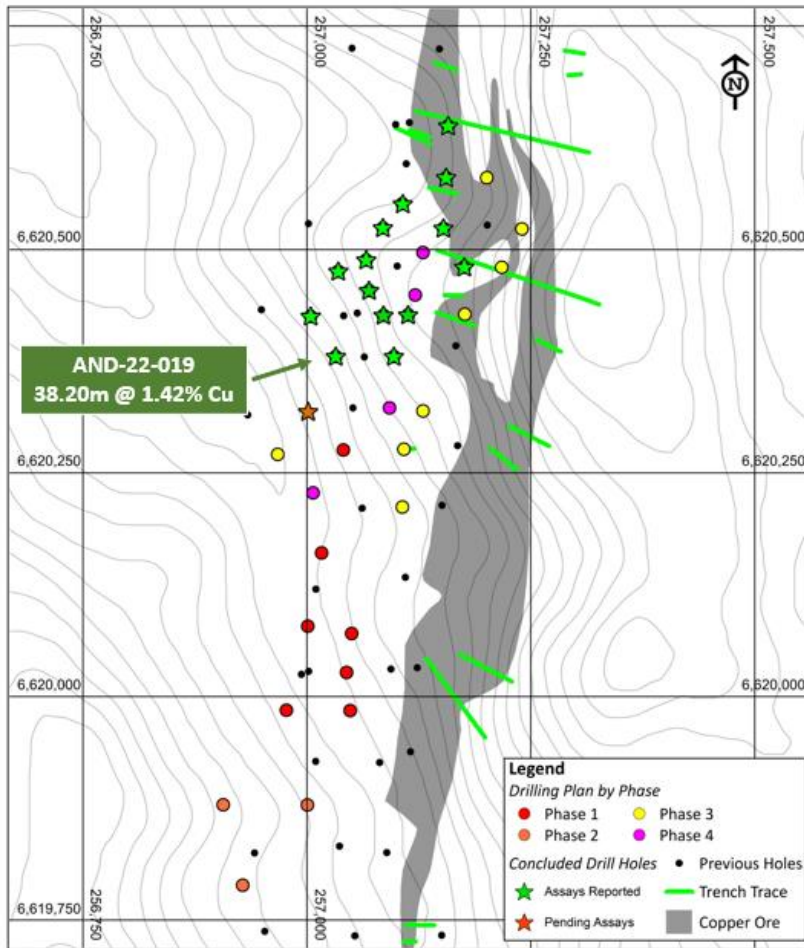 256,750
257,000
257,250
257,500
N
6,620,500
6,620,500
AND-22-019
38.20m @ 1.42% Cu
6,620,250
6,620,250
6,620,000
6,620,000
Legend
Drilling Plan by Phase
Phase 1
Phase 3
Phase 2
Phase 4
Concluded Drill Holes
Previous Holes
Assays Reported
Trench Trace
Pending Assays
Copper Ore
6,619,750
256,750
257,000